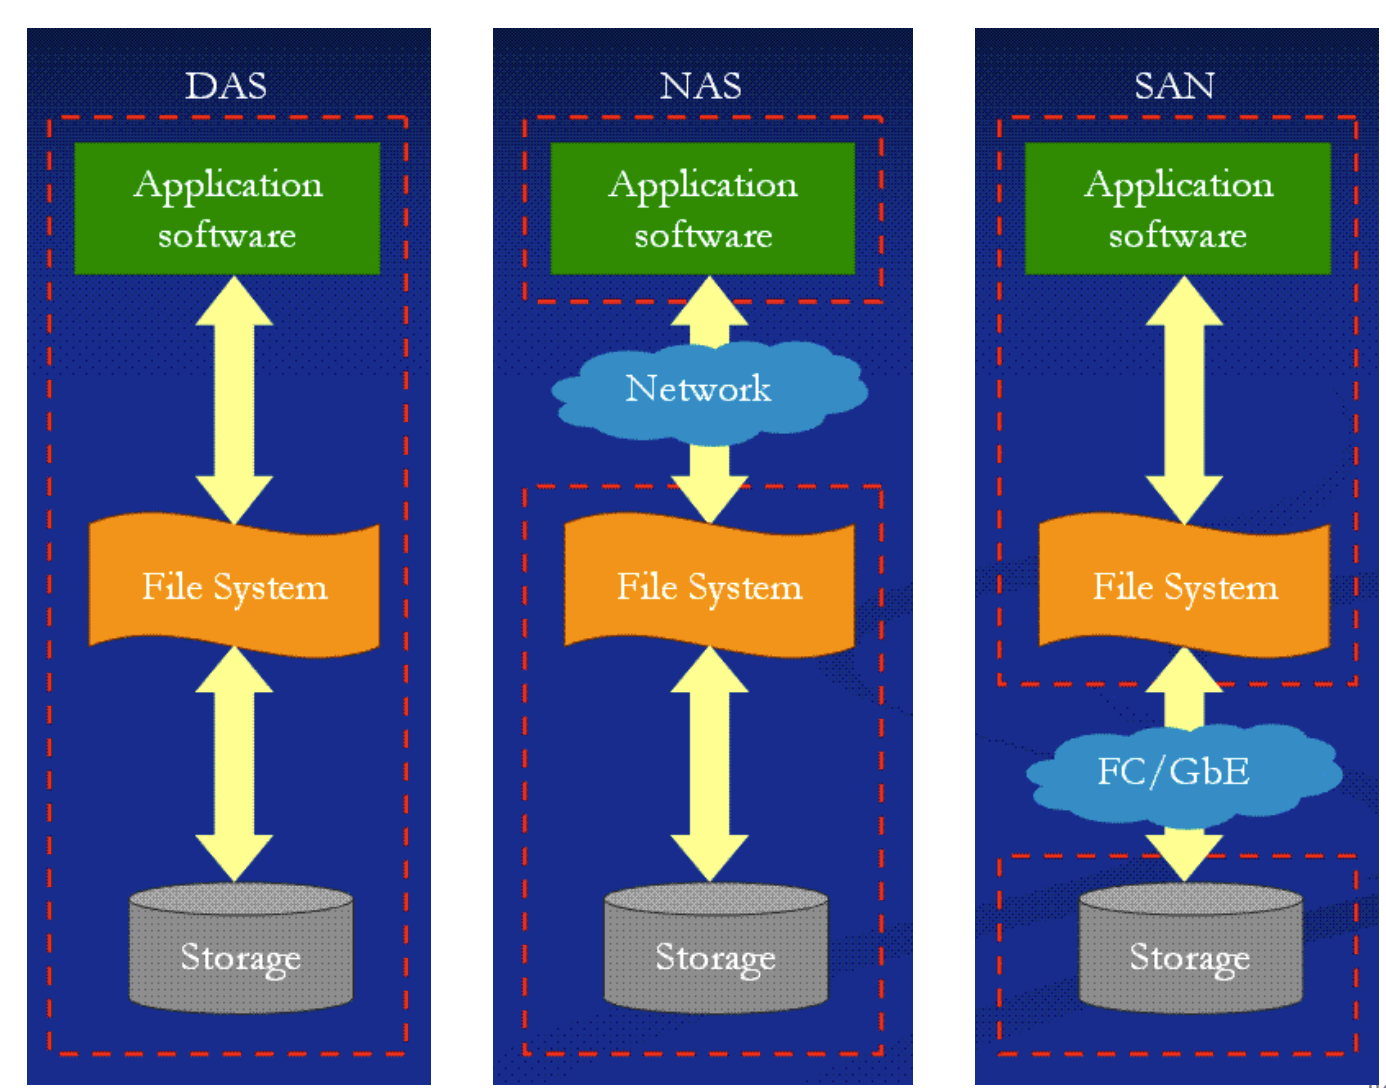 DAS
Application
software
File System
Storage
NAS
Application
software
Network
File System
Storage
SAN
Application
software
File System
FC/GbE
Storage